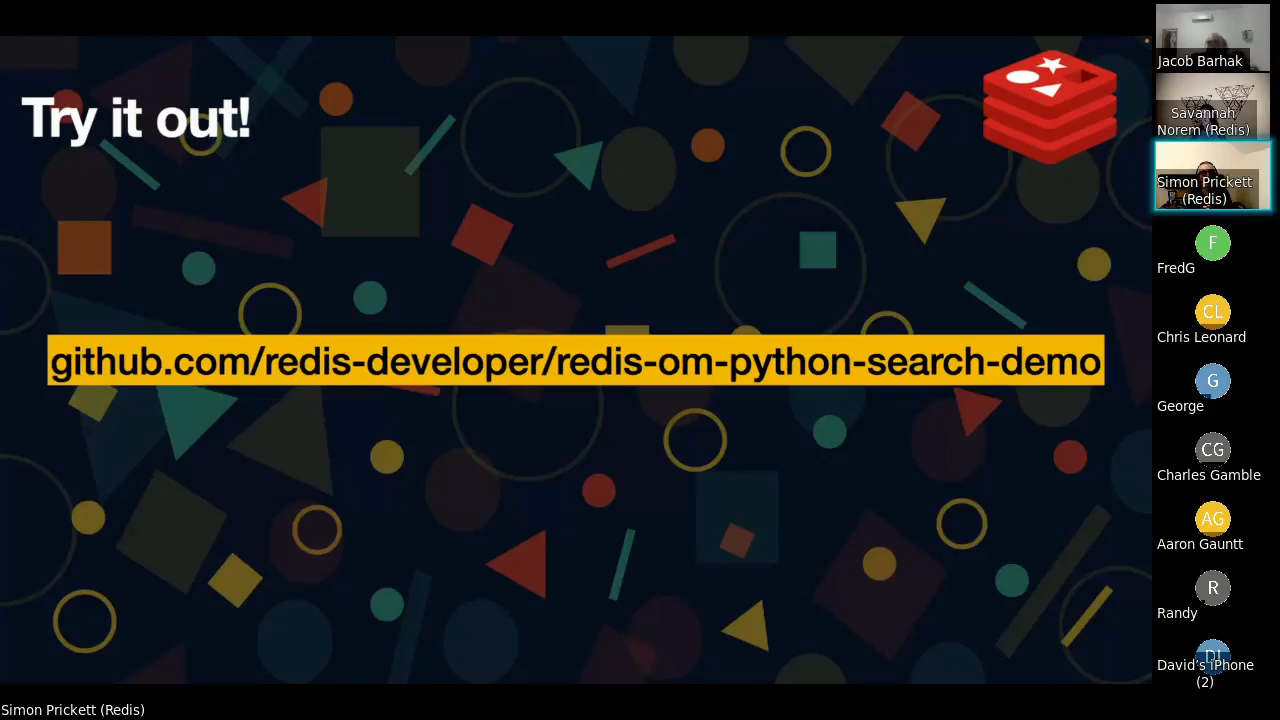 Try it out!
github.com/redis-developer/redis-om-python-search-demo
Jacob Barhak
Savannah
Norem (Redis)
Simon Prickett
(Redis)
F
FredG
CL
Chris Leonard
G
George
CG
Charles Gamble
AG
Aaron Gauntt
R
Randy
DI
David's iPhone
(2)
Simon Prickett (Redis)